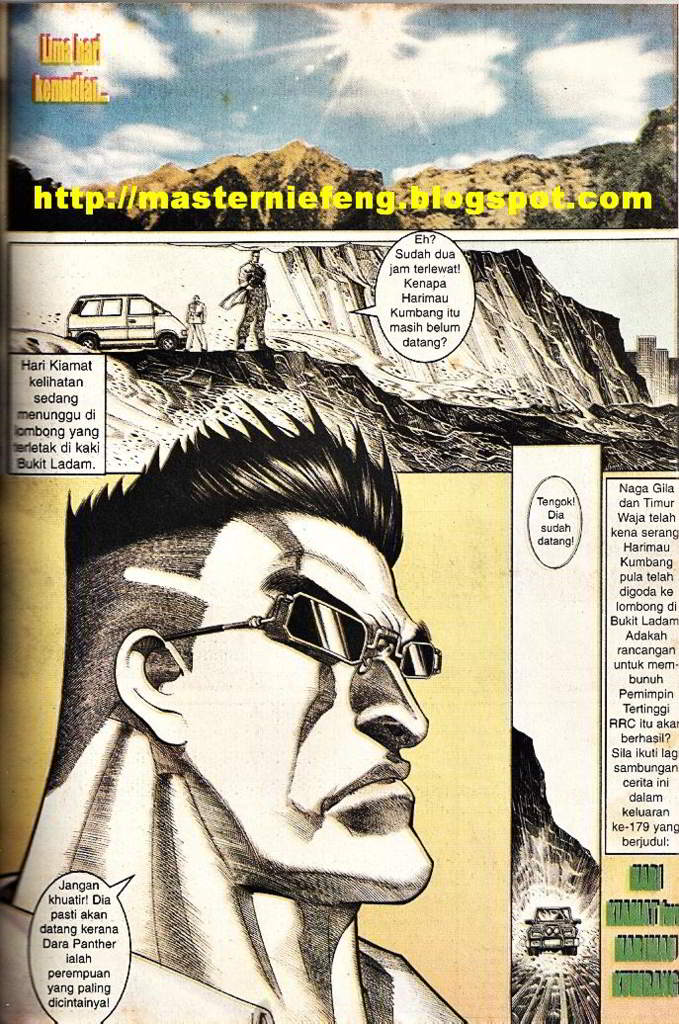 Lima hari
kemudian...
http://masterniefeng.blogspot.com
Eh?
Sudah dua
jam terlewat!
Kenapa
Harimau
Kumbang itu
masih belum
datang?
Hari Kiamat
kelihatan
sedang
menunggu di
lombong yang
terletak di kaki
Bukit Ladam.
Tengok!
Dia
sudah
datang!
Naga Gila
dan Timur
Waja telah
kena serang
Harimau
Kumbang
pula telah
digoda ke
lombong di
Bukit Ladam
Adakah
rancangan
untuk mem-
bunuh
Pemimpin
Tertinggi
RRC itu akan
berhasil?
Sila ikuti lagi
sambungan
cerita ini
dalam
keluaran
ke-179 yang
berjudul:
HARI
KIAMAT
HARIMAU
KUMBANG
Jangan
khuatir! Dia
pasti akan
datang kerana
Dara Panther
ialah
perempuan
yang paling
dicintainya!